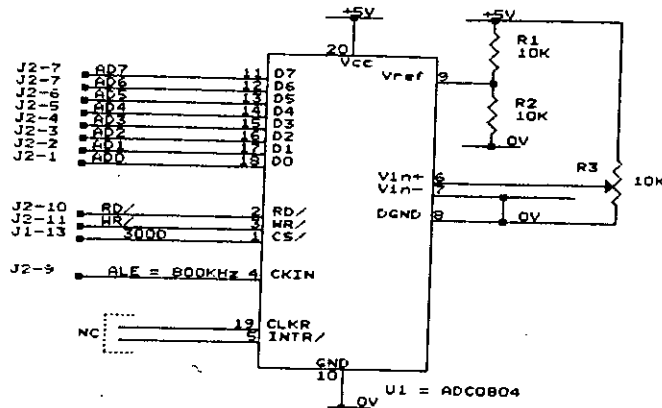 +5V
+5V
20
Vcc
R1
10K
Vref 9
R2
10K
0V
J2-7 AD7 11 D7
J2-7 AD6 12 D6
J2-6 AD5 13 D5
J2-5 AD4 14 D4
J2-4 AD3 15 D3
J2-3 AD2 16 D2
J2-2 AD1 17 D1
J2-1 AD0 18 D0
Vin+ 6
Vin- 7
R3
10K
DGND 8
0V
J2-10 RD/ 2 RD/
J2-11 WR/ 3 WR/
J1-13 300D 1 CS/
J2-9 ALE = 800KHz 4 CKIN
NC
19 CLKR
5 INTR/
GND
10
0V
U1 = ADC0804